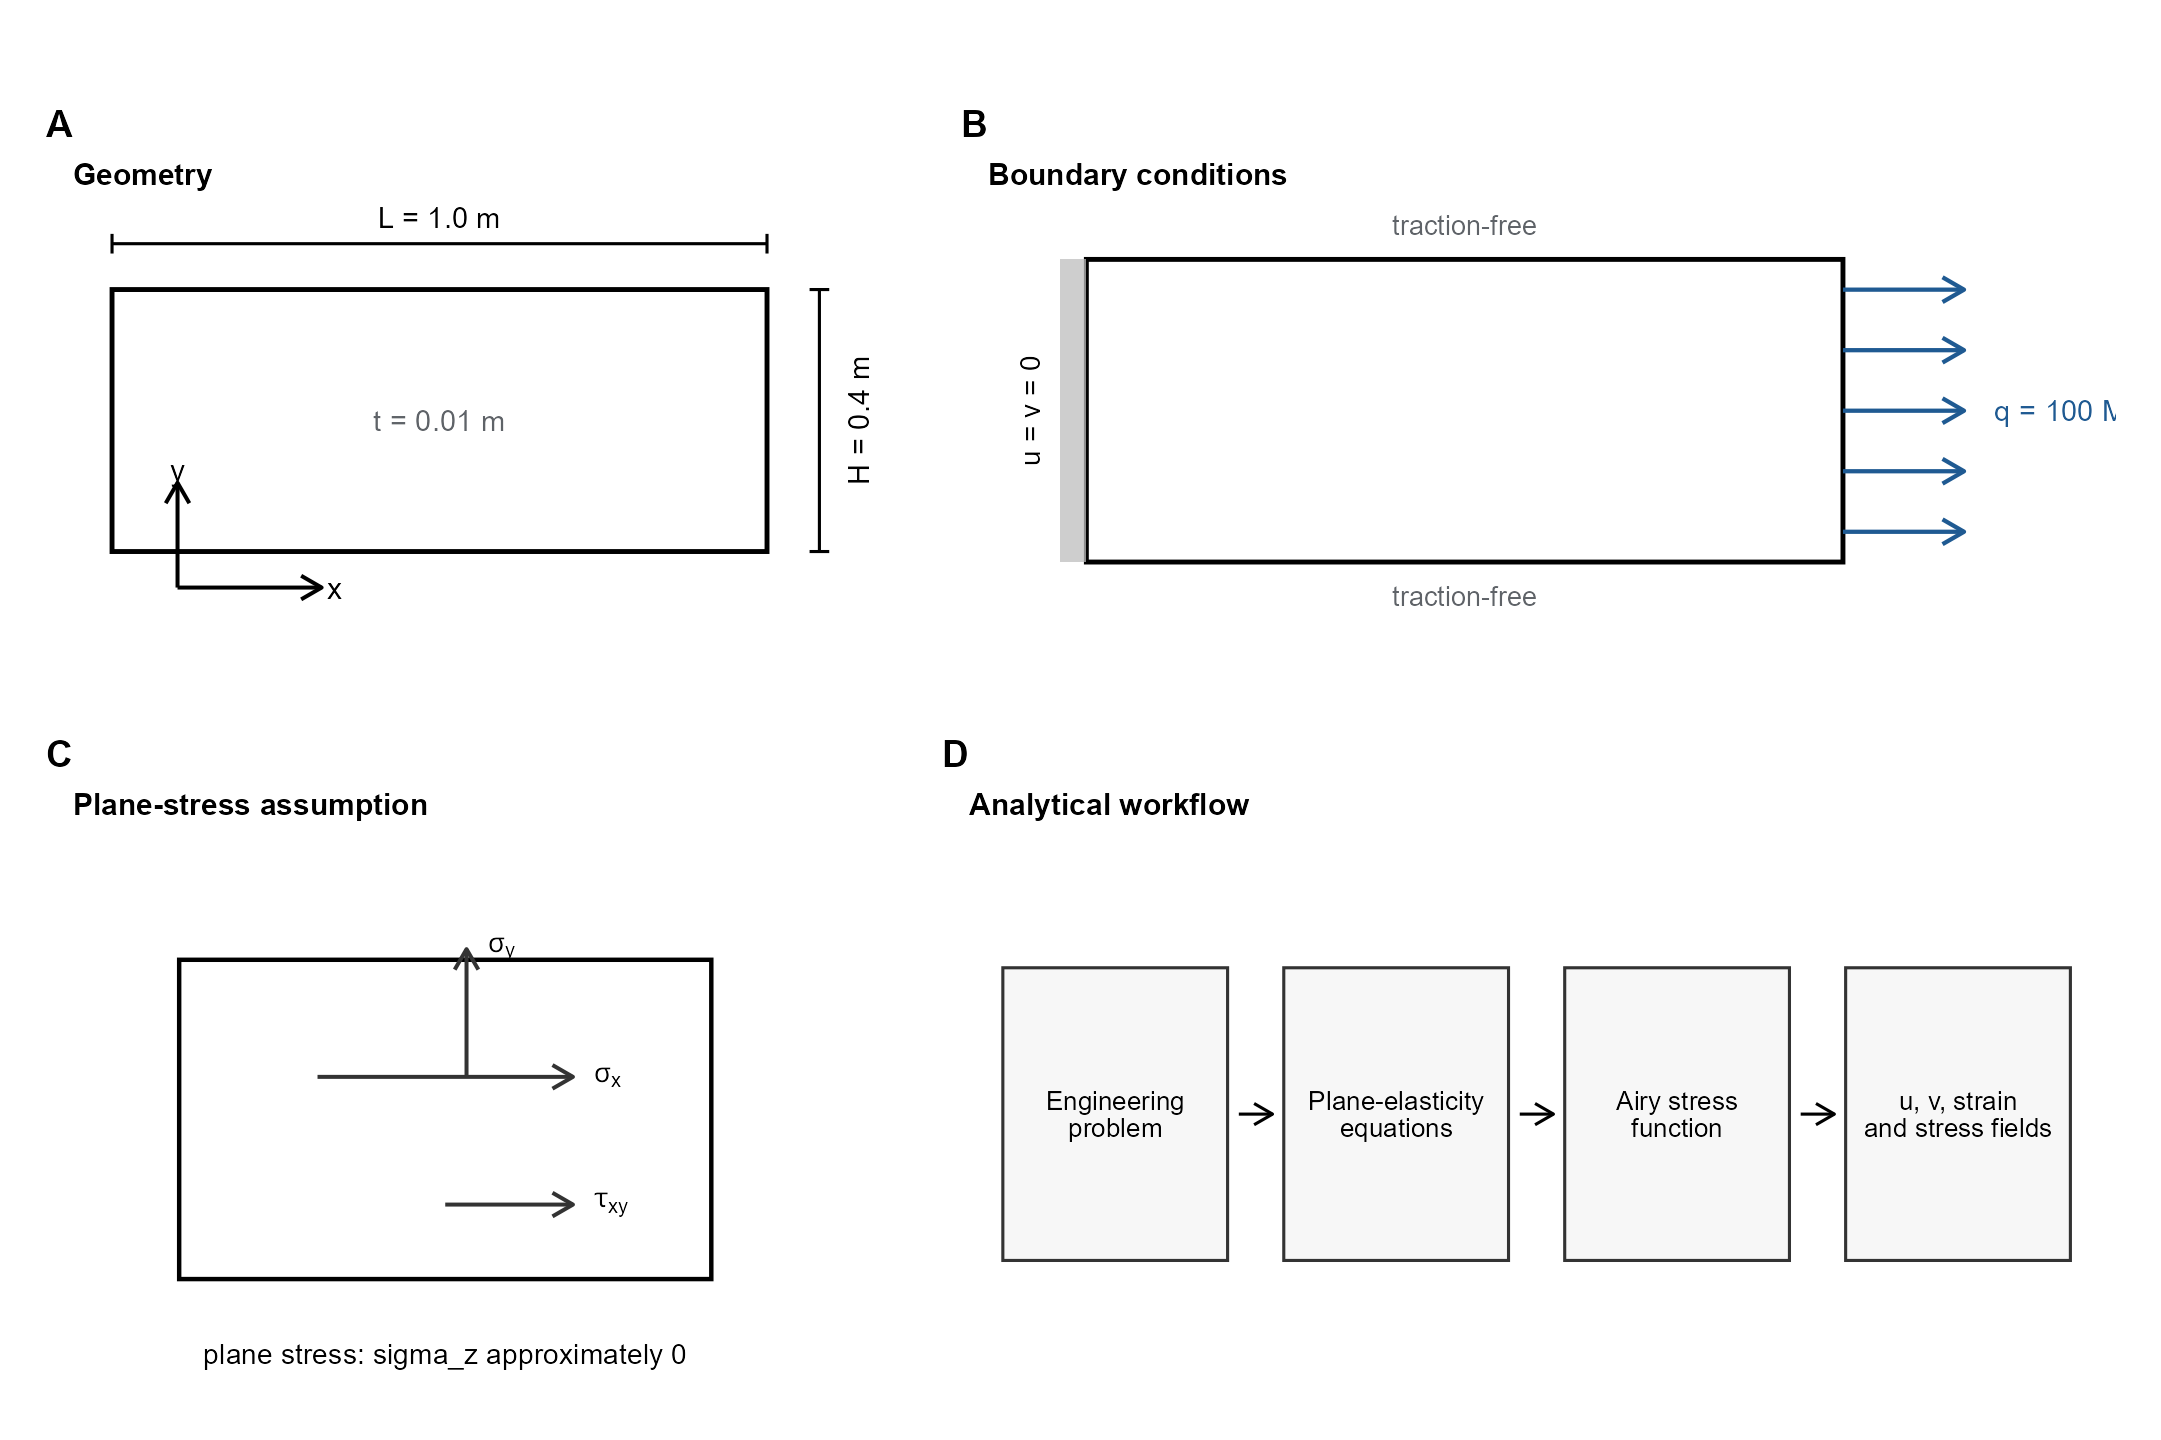 A
Geometry
L = 1.0 m
t = 0.01 m
H = 0.4 m
y
x
B
Boundary conditions
traction-free
u = v = 0
q = 100
traction-free
C
Plane-stress assumption
σy
σx
τxy
plane stress: sigma_z approximately 0
D
Analytical workflow
Engineering
problem
Plane-elasticity
equations
Airy stress
function
u, v, strain
and stress fields